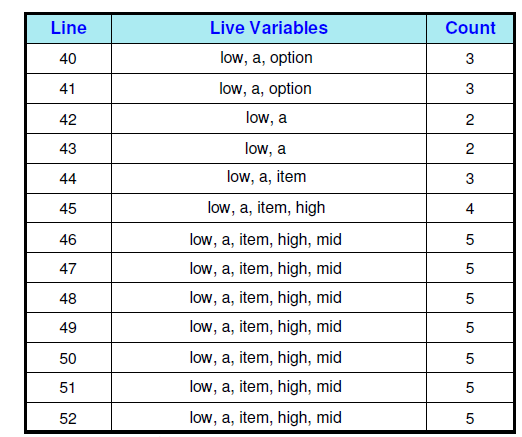 Line Live Variables Count
40 low, a, option 3
41 low, a, option 3
42 low, a 2
43 low, a 2
44 low, a, item 3
45 low, a, item, high 4
46 low, a, item, high, mid 5
47 low, a, item, high, mid 5
48 low, a, item, high, mid 5
49 low, a, item, high, mid 5
50 low, a, item, high, mid 5
51 low, a, item, high, mid 5
52 low, a, item, high, mid 5